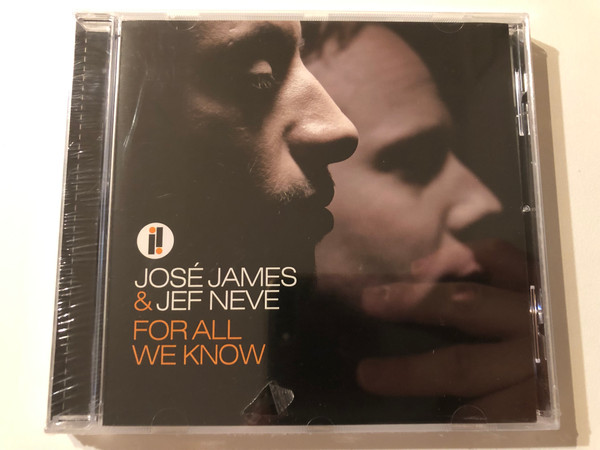 i!
JOSÉ JAMES
& JEF NEVE
FOR ALL
WE KNOW